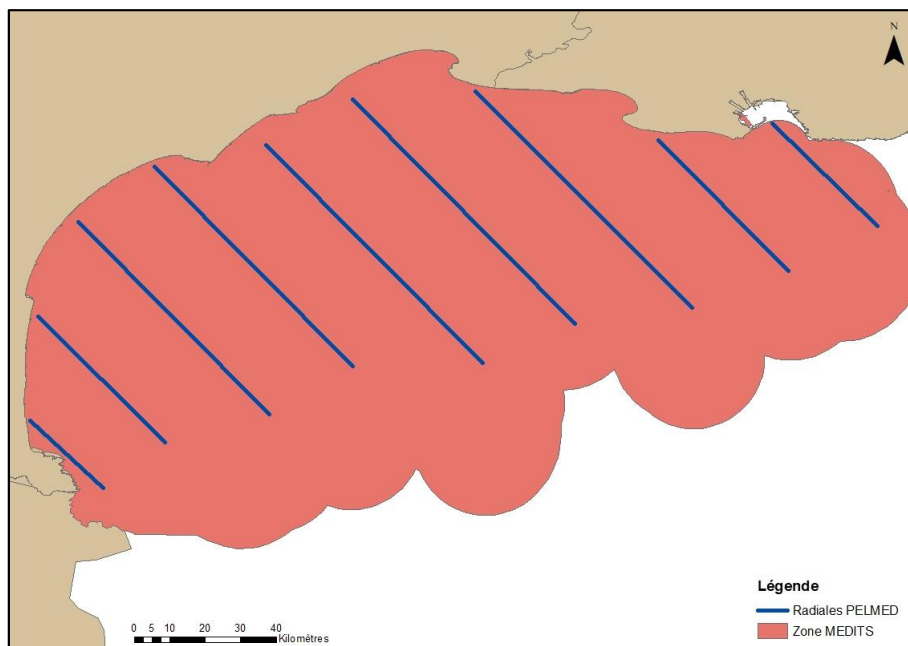 N
Légende
Radiales PELMED
Zone MEDITS
0 5 10 20 30 40
Kilomètres